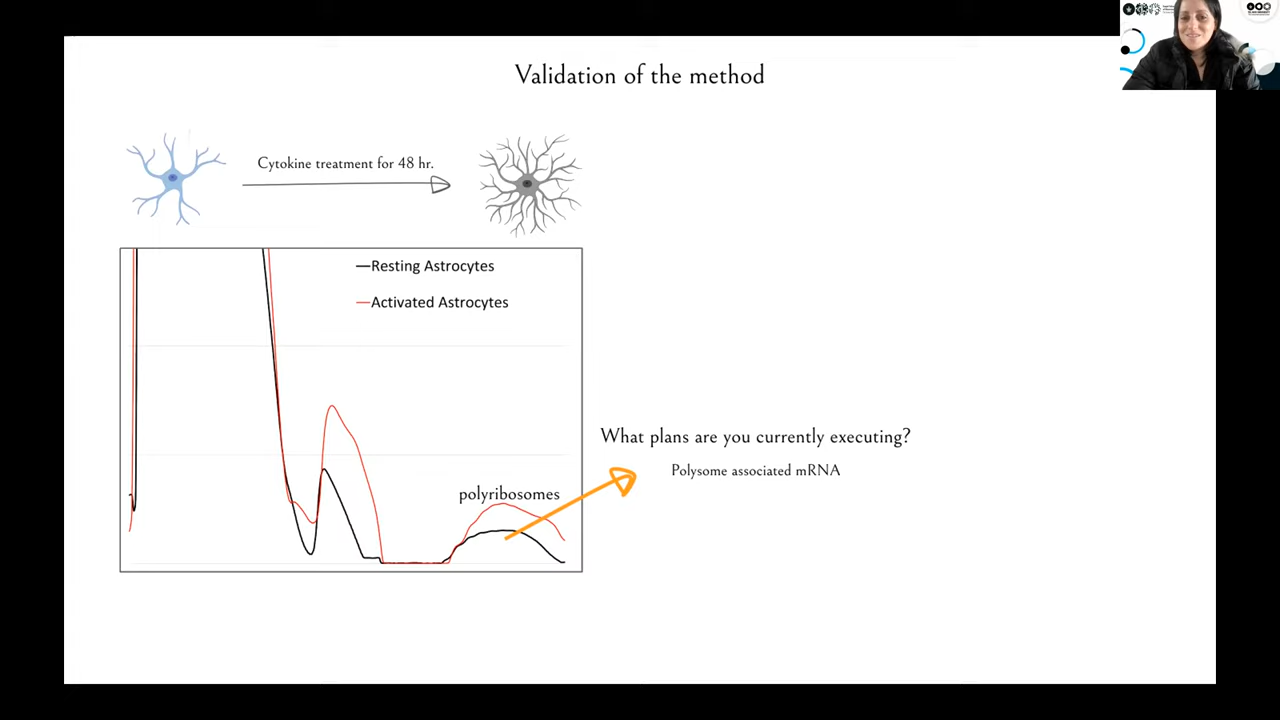 Validation of the method
Cytokine treatment for 48 hr.
Resting Astrocytes
Activated Astrocytes
What plans are you currently executing?
Polysome associated mRNA
polyribosomes